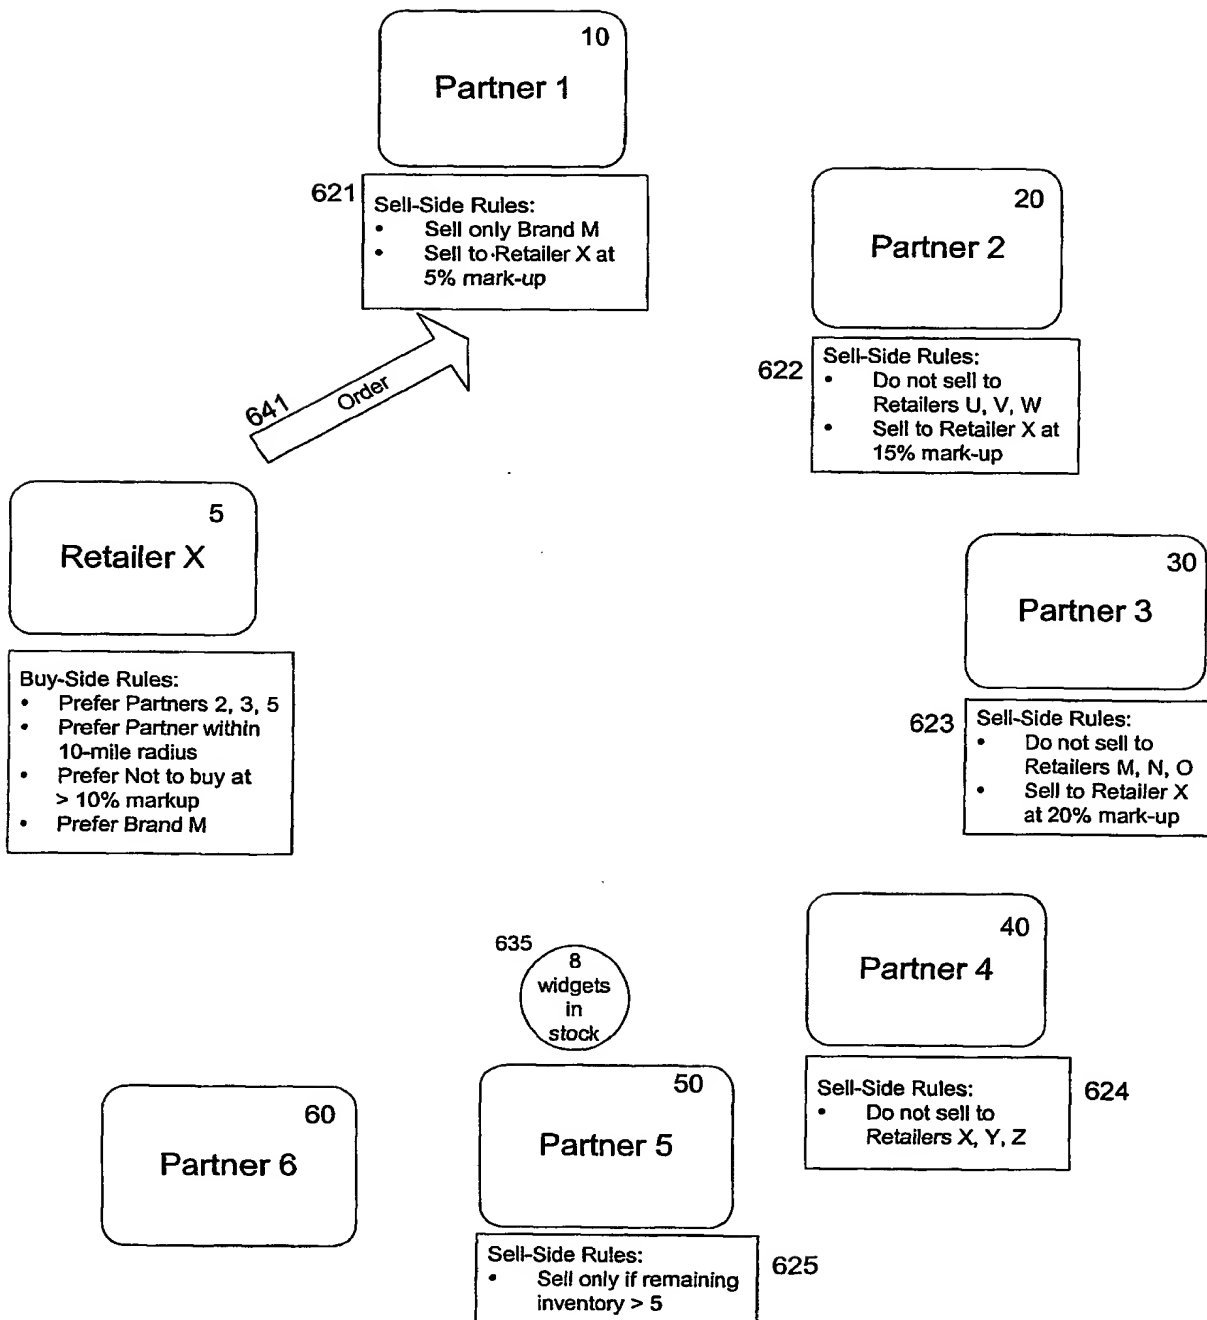 10
Partner 1
621
Sell-Side Rules:
• Sell only Brand M
• Sell to Retailer X at
5% mark-up
20
Partner 2
622
Sell-Side Rules:
• Do not sell to
Retailers U, V, W
• Sell to Retailer X at
15% mark-up
641
Order
5
Retailer X
Buy-Side Rules:
• Prefer Partners 2, 3, 5
• Prefer Partner within
10-mile radius
• Prefer Not to buy at
> 10% markup
• Prefer Brand M
30
Partner 3
623
Sell-Side Rules:
• Do not sell to
Retailers M, N, O
• Sell to Retailer X
at 20% mark-up
40
Partner 4
624
Sell-Side Rules:
• Do not sell to
Retailers X, Y, Z
635
8
widgets
in
stock
50
Partner 5
625
Sell-Side Rules:
• Sell only if remaining
inventory > 5
60
Partner 6